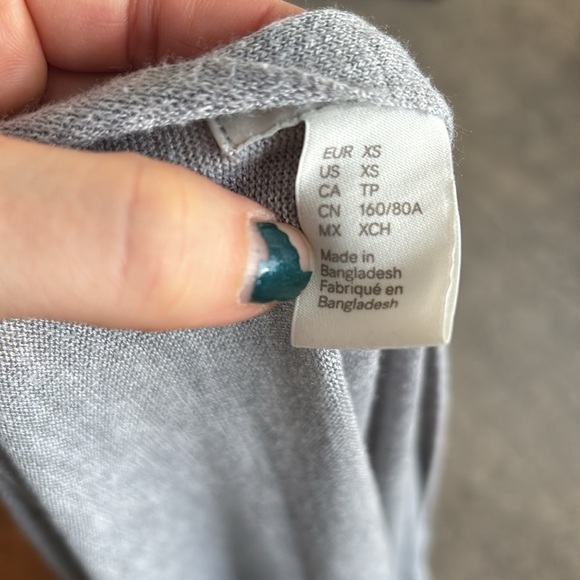 EUR XS
US XS
CA TP
CN 160/80A
MX XCH
Made in
Bangladesh
Fabriqué en
Bangladesh